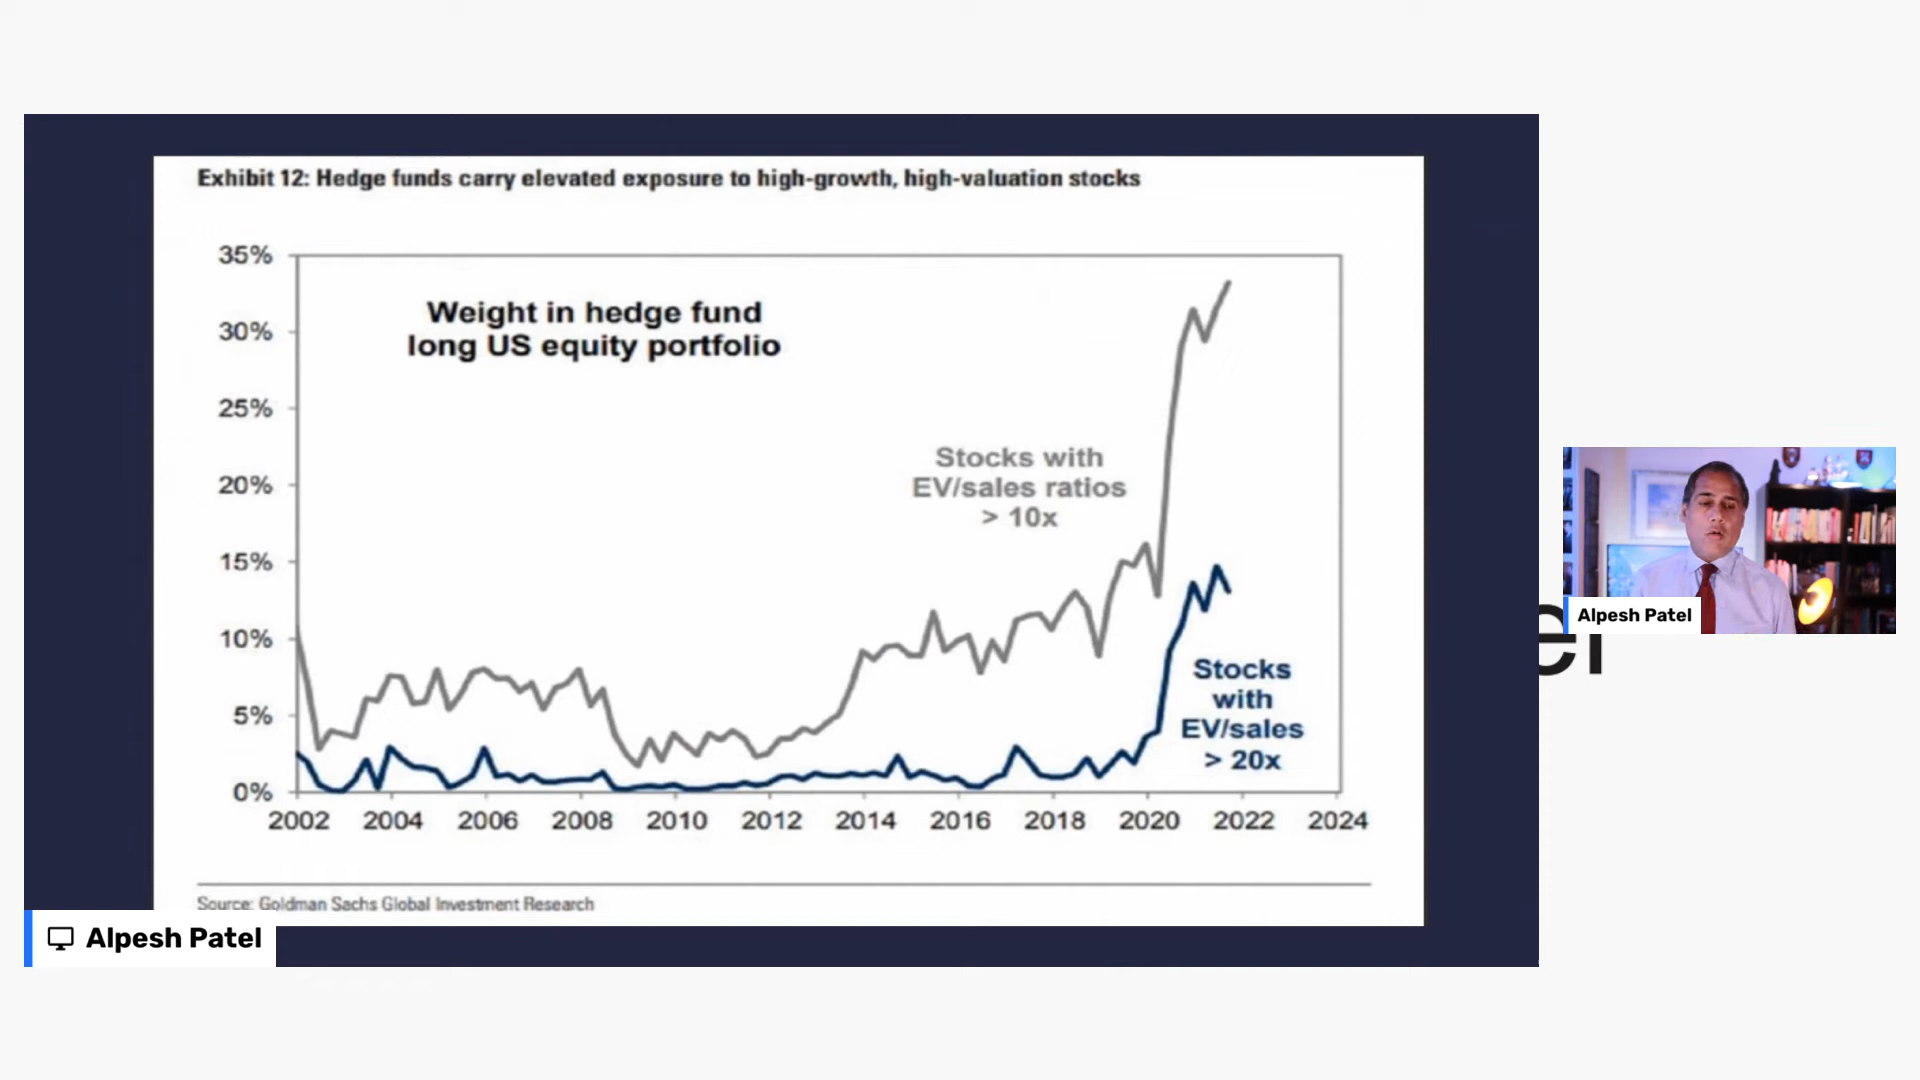 Exhibit 12: Hedge funds carry elevated exposure to high-growth, high-valuation stocks
35%
30%
25%
20%
15%
10%
5%
0%
Weight in hedge fund
long US equity portfolio
Stocks with
EV/sales ratios
> 10x
Stocks
with
EV/sales
> 20x
2002 2004 2006 2008 2010 2012 2014 2016 2018 2020 2022 2024
Source: Goldman Sachs Global Investment Research
Alpesh Patel
Alpesh Patel
el